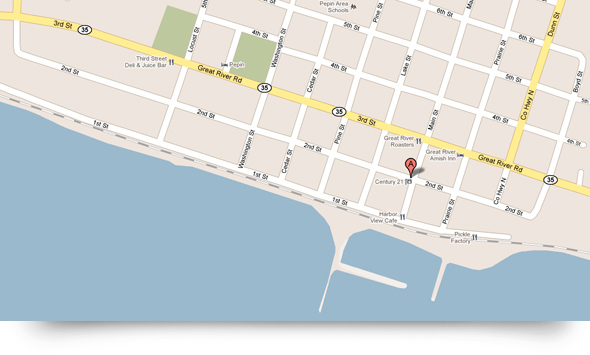 Pepin Area
Schools
6th St
6th St
Dunn St
3rd St
35
5th St
Locust St
Washington St
4th St
5th St
Pine St
Prairie St
5th St
Boyd St
Third Street
Deli & Juice Bar
Pepin
4th St
Lake St
2nd St
Great River Rd
35
Cedar St
4th St
5th St
Co Hwy N
35
3rd St
Main St
4th St
1st St
2nd St
Pine St
Great River
Roasters
Great River
Amish Inn
Great River Rd
Washington St
Cedar St
2nd St
A
Century 21
2nd St
Co Hwy N
35
1st St
1st St
Harbor
View Cafe
Prairie St
2nd St
Pickle
Factory